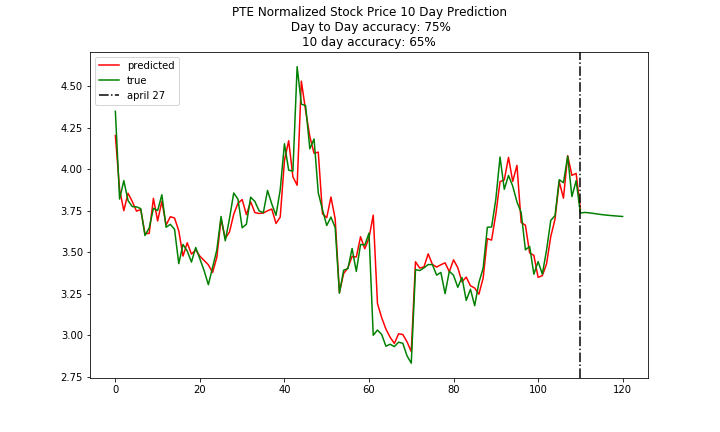 PTE Normalized Stock Price 10 Day Prediction
Day to Day accuracy: 75%
10 day accuracy: 65%
predicted
true
april 27
4.50
4.25
4.00
3.75
3.50
3.25
3.00
2.75
0 20 40 60 80 100 120